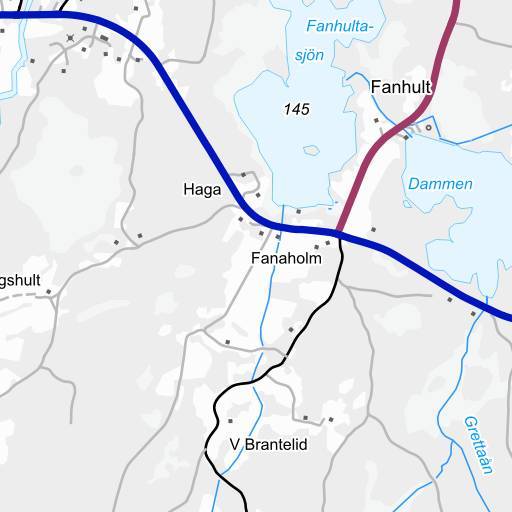 Fanhulta-
sjön
Fanhult
145
Dammen
Haga
Fanaholm
gshult
V Brantelid
Grettaån